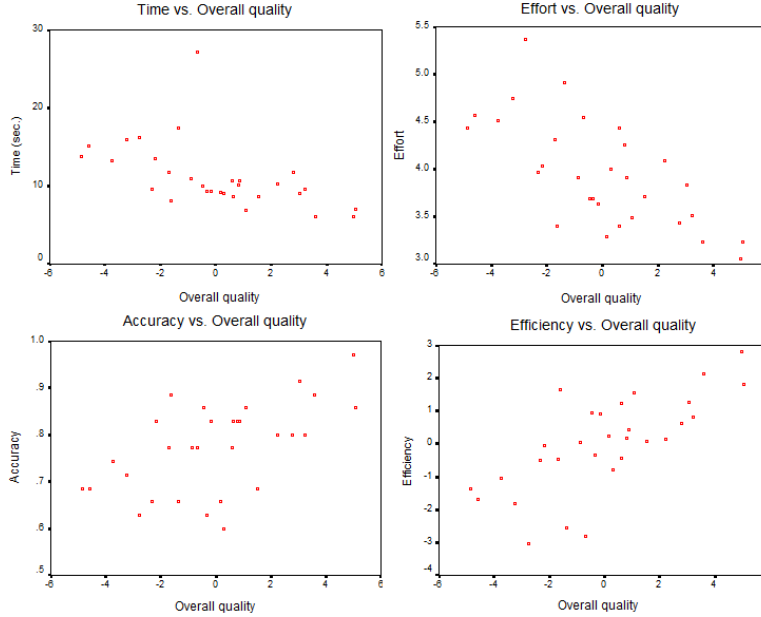 Time vs. Overall quality
30
20
10
0
Time (sec.)
-6 -4 -2 0 2 4 6
Overall quality
Effort vs. Overall quality
5.5
5.0
4.5
4.0
3.5
3.0
Effort
-6 -4 -2 0 2 4
Overall quality
Accuracy vs. Overall quality
1.0
.9
.8
.7
.6
.5
Accuracy
-6 -4 -2 0 2 4 6
Overall quality
Efficiency vs. Overall quality
3
2
1
0
-1
-2
-3
-4
Efficiency
-6 -4 -2 0 2 4
Overall quality